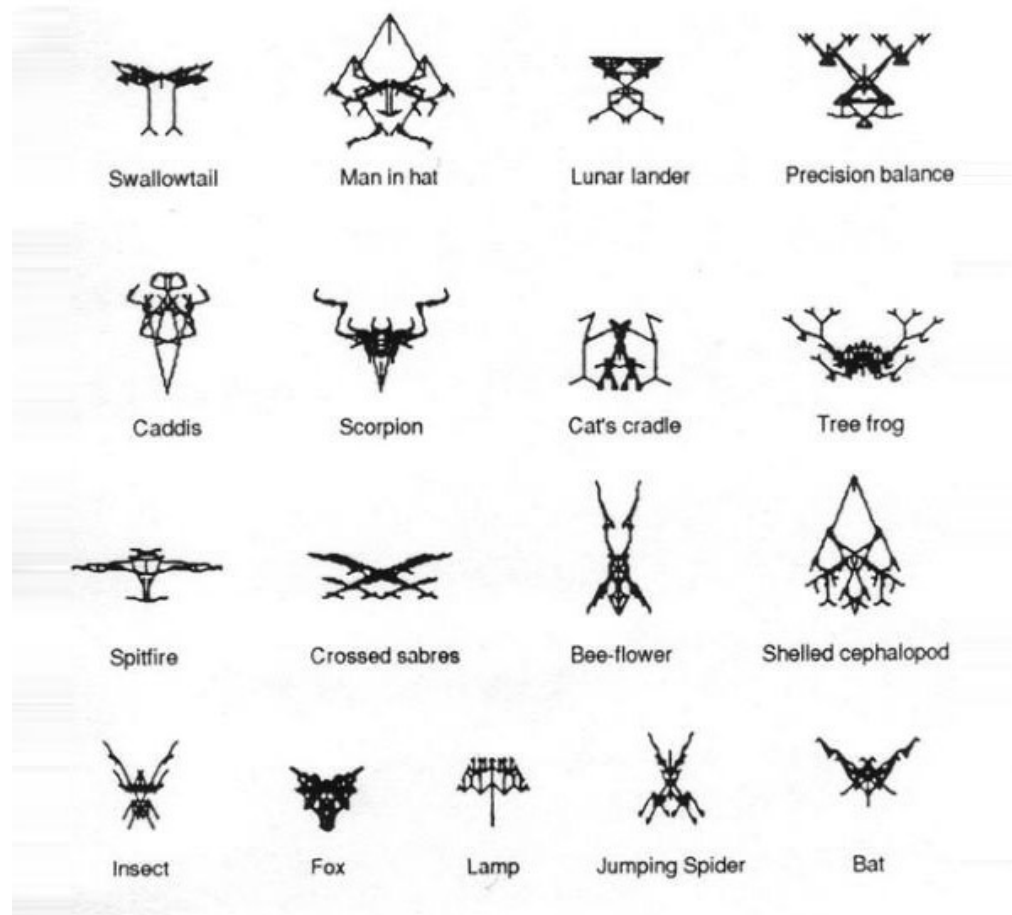 Swallowtail Man in hat Lunar lander Precision balance
Caddis Scorpion Cat's cradle Tree frog
Spitfire Crossed sabres Bee-flower Shelled cephalopod
Insect Fox Lamp Jumping Spider Bat